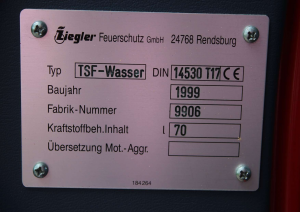 Ziegler Feuerschutz GmbH 24768 Rendsburg
Typ TSF-Wasser DIN 14530 T17 CE
Baujahr 1999
Fabrik-Nummer 9906
Kraftstoffbeh.Inhalt l 70
Übersetzung Mot.-Aggr.
184264